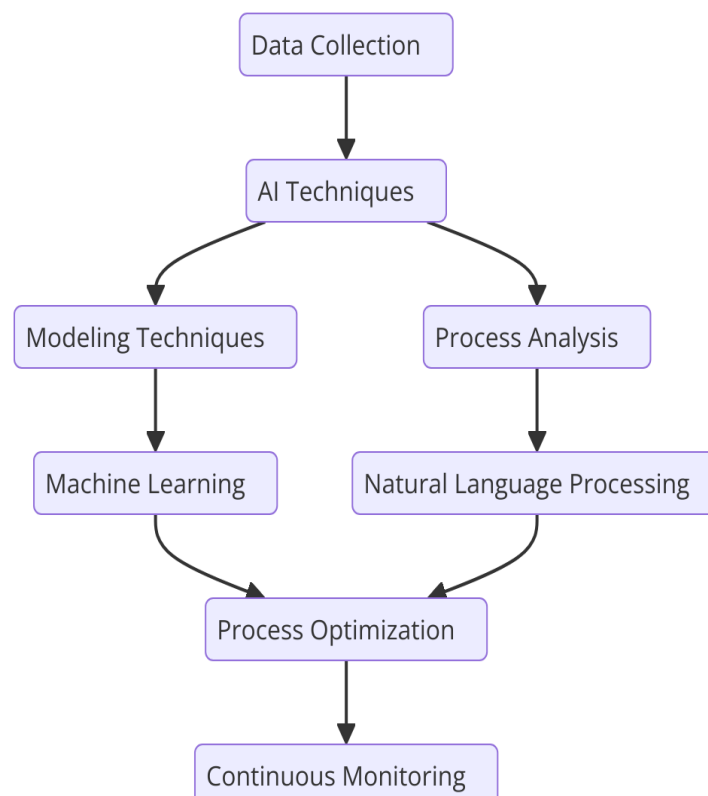 Data Collection
AI Techniques
Modeling Techniques
Process Analysis
Machine Learning
Natural Language Processing
Process Optimization
Continuous Monitoring